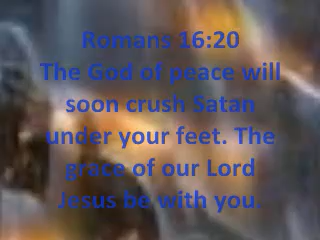 Romans 16:20
The God of peace will
soon crush Satan
under your feet. The
grace of our Lord
Jesus be with you.